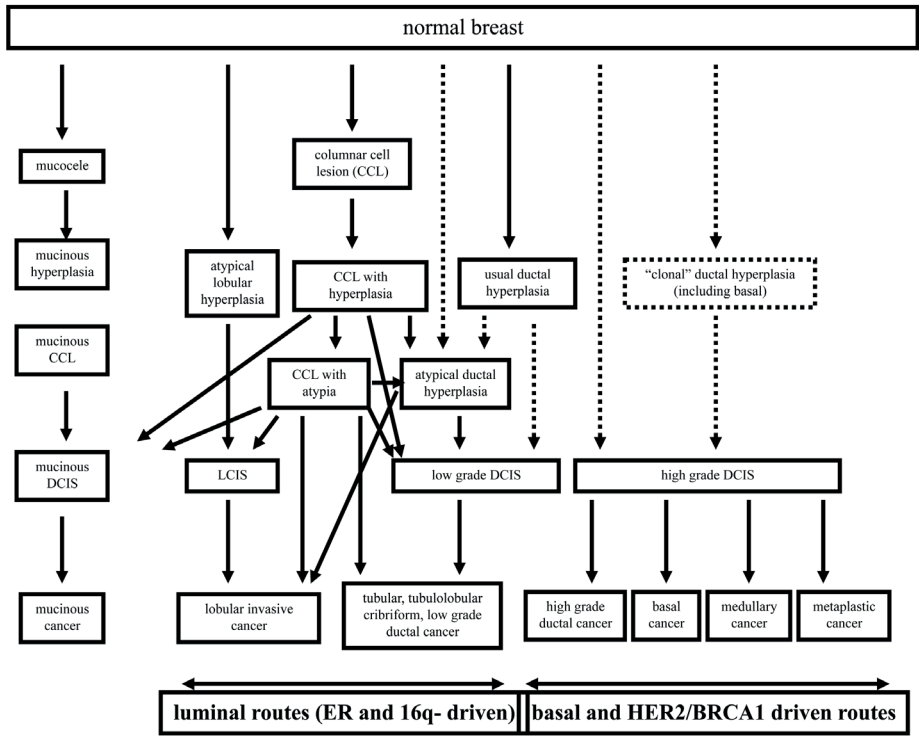 normal breast
mucocele
columnar cell
lesion (CCL)
mucinous
hyperplasia
atypical
lobular
hyperplasia
CCL with
hyperplasia
usual ductal
hyperplasia
“clonal” ductal hyperplasia
(including basal)
mucinous
CCL
CCL with
atypia
atypical ductal
hyperplasia
mucinous
DCIS
LCIS
low grade DCIS
high grade DCIS
mucinous
cancer
lobular invasive
cancer
tubular, tubulolobular
cribriform, low grade
ductal cancer
high grade
ductal cancer
basal
cancer
medullary
cancer
metaplastic
cancer
luminal routes (ER and 16q- driven)
basal and HER2/BRCA1 driven routes